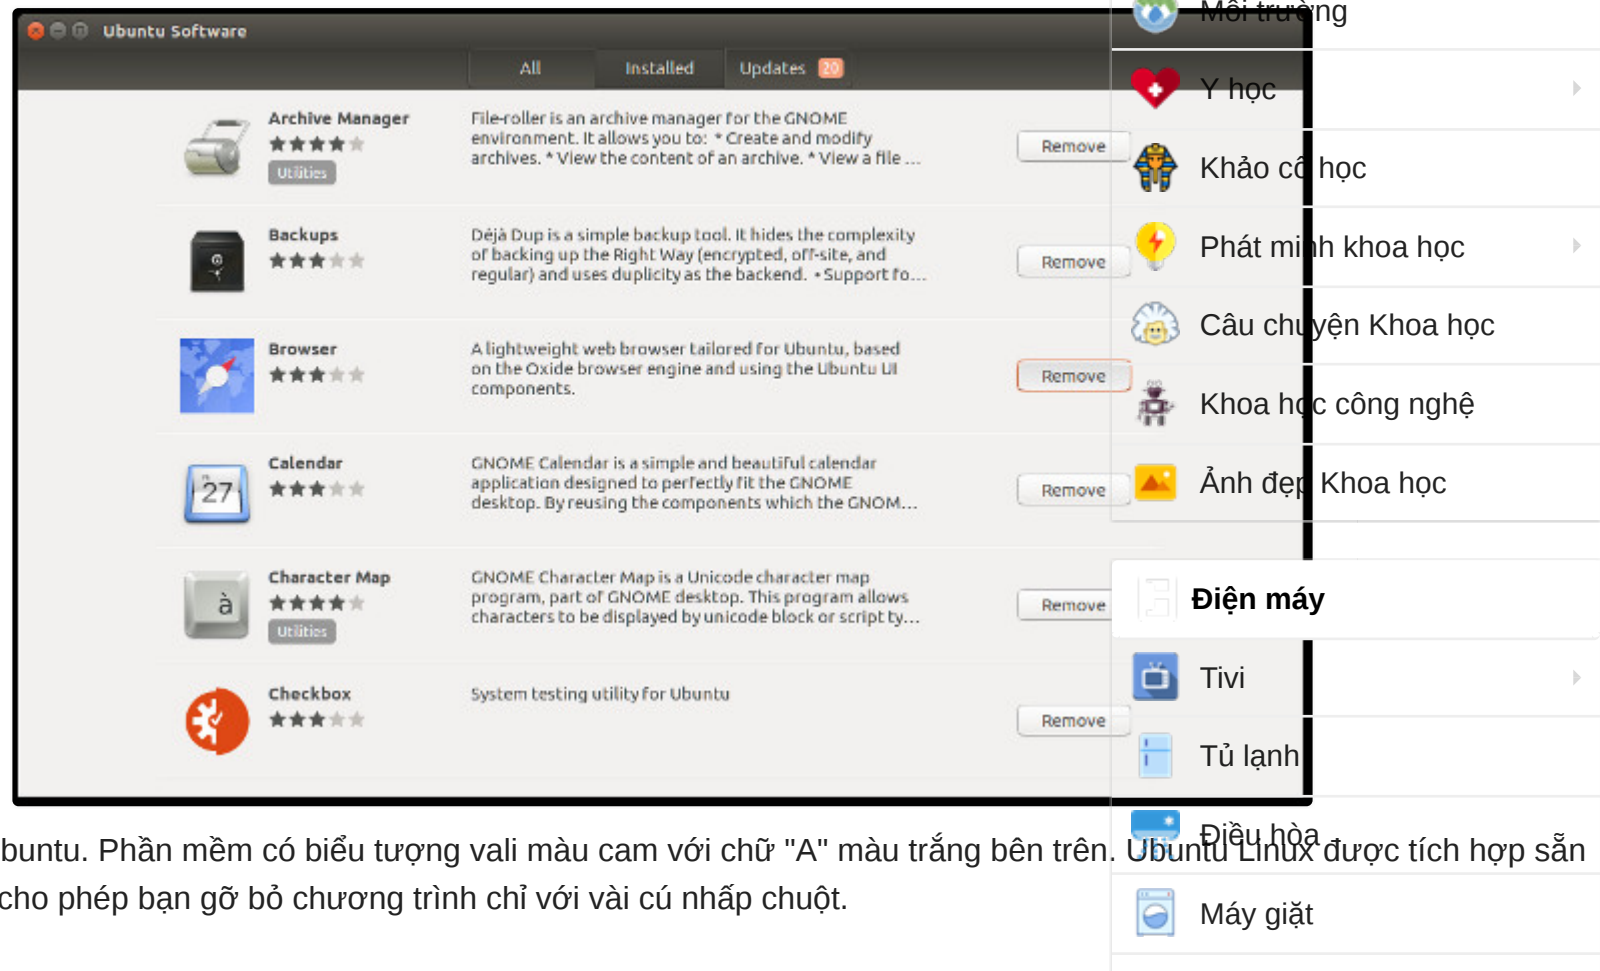 Ubuntu Software
All
Installed
Updates 20
Archive Manager
Utilities
File-roller is an archive manager for the GNOME
environment. It allows you to: * Create and modify
archives. * View the content of an archive. * View a file ...
Remove
Backups
Déjà Dup is a simple backup tool. It hides the complexity
of backing up the Right Way (encrypted, off-site, and
regular) and uses duplicity as the backend. • Support fo...
Remove
Browser
A lightweight web browser tailored for Ubuntu, based
on the Oxide browser engine and using the Ubuntu UI
components.
Remove
Calendar
27
GNOME Calendar is a simple and beautiful calendar
application designed to perfectly fit the GNOME
desktop. By reusing the components which the GNOM...
Remove
Character Map
à
Utilities
GNOME Character Map is a Unicode character map
program, part of GNOME desktop. This program allows
characters to be displayed by unicode block or script ty...
Remove
Checkbox
System testing utility for Ubuntu
Remove
Môi trường
Y học
Khảo cổ học
Phát minh khoa học
Câu chuyện Khoa học
Khoa học công nghệ
Ảnh đẹp Khoa học
Điện máy
Tivi
Tủ lạnh
Điều hòa
Máy giặt
buntu. Phần mềm có biểu tượng vali màu cam với chữ "A" màu trắng bên trên. Ubuntu Linux được tích hợp sẵn
cho phép bạn gỡ bỏ chương trình chỉ với vài cú nhấp chuột.